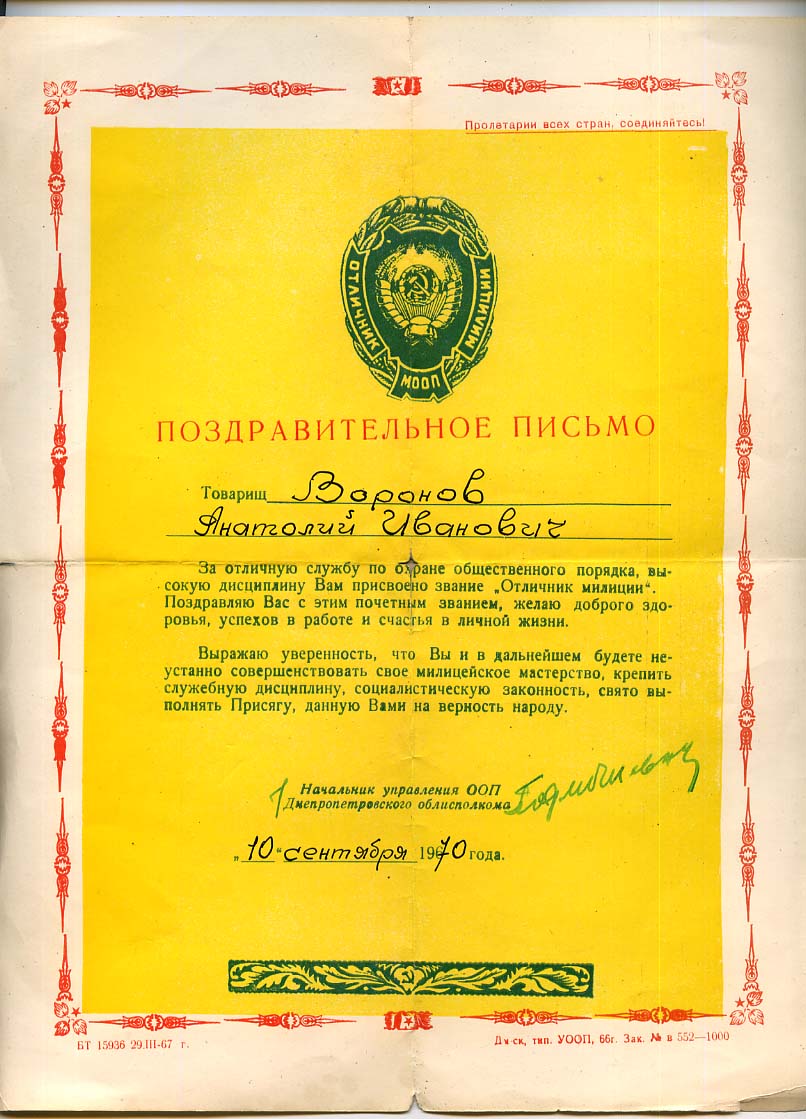 Пролетарии всех стран, соединяйтесь!
ОТЛИЧНИК МИЛИЦИИ
МООП
ПОЗДРАВИТЕЛЬНОЕ ПИСЬМО
Товарищ Воронов
Анатолий Иванович
За отличную службу по охране общественного порядка, вы-
сокую дисциплину Вам присвоено звание „Отличник милиции“.
Поздравляю Вас с этим почетным званием, желаю доброго здо-
ровья, успехов в работе и счастья в личной жизни.
Выражаю уверенность, что Вы и в дальнейшем будете не-
устанно совершенствовать свое милицейское мастерство, крепить
служебную дисциплину, социалистическую законность, свято вы-
полнять Присягу, данную Вами на верность народу.
Начальник управления ООП
Днепропетровского облисполкома
„10“ сентября 1970 года.
БТ 15936 29.III-67 г.
Дн-ск, тип. УООП, 66г. Зак. № в 552—1000